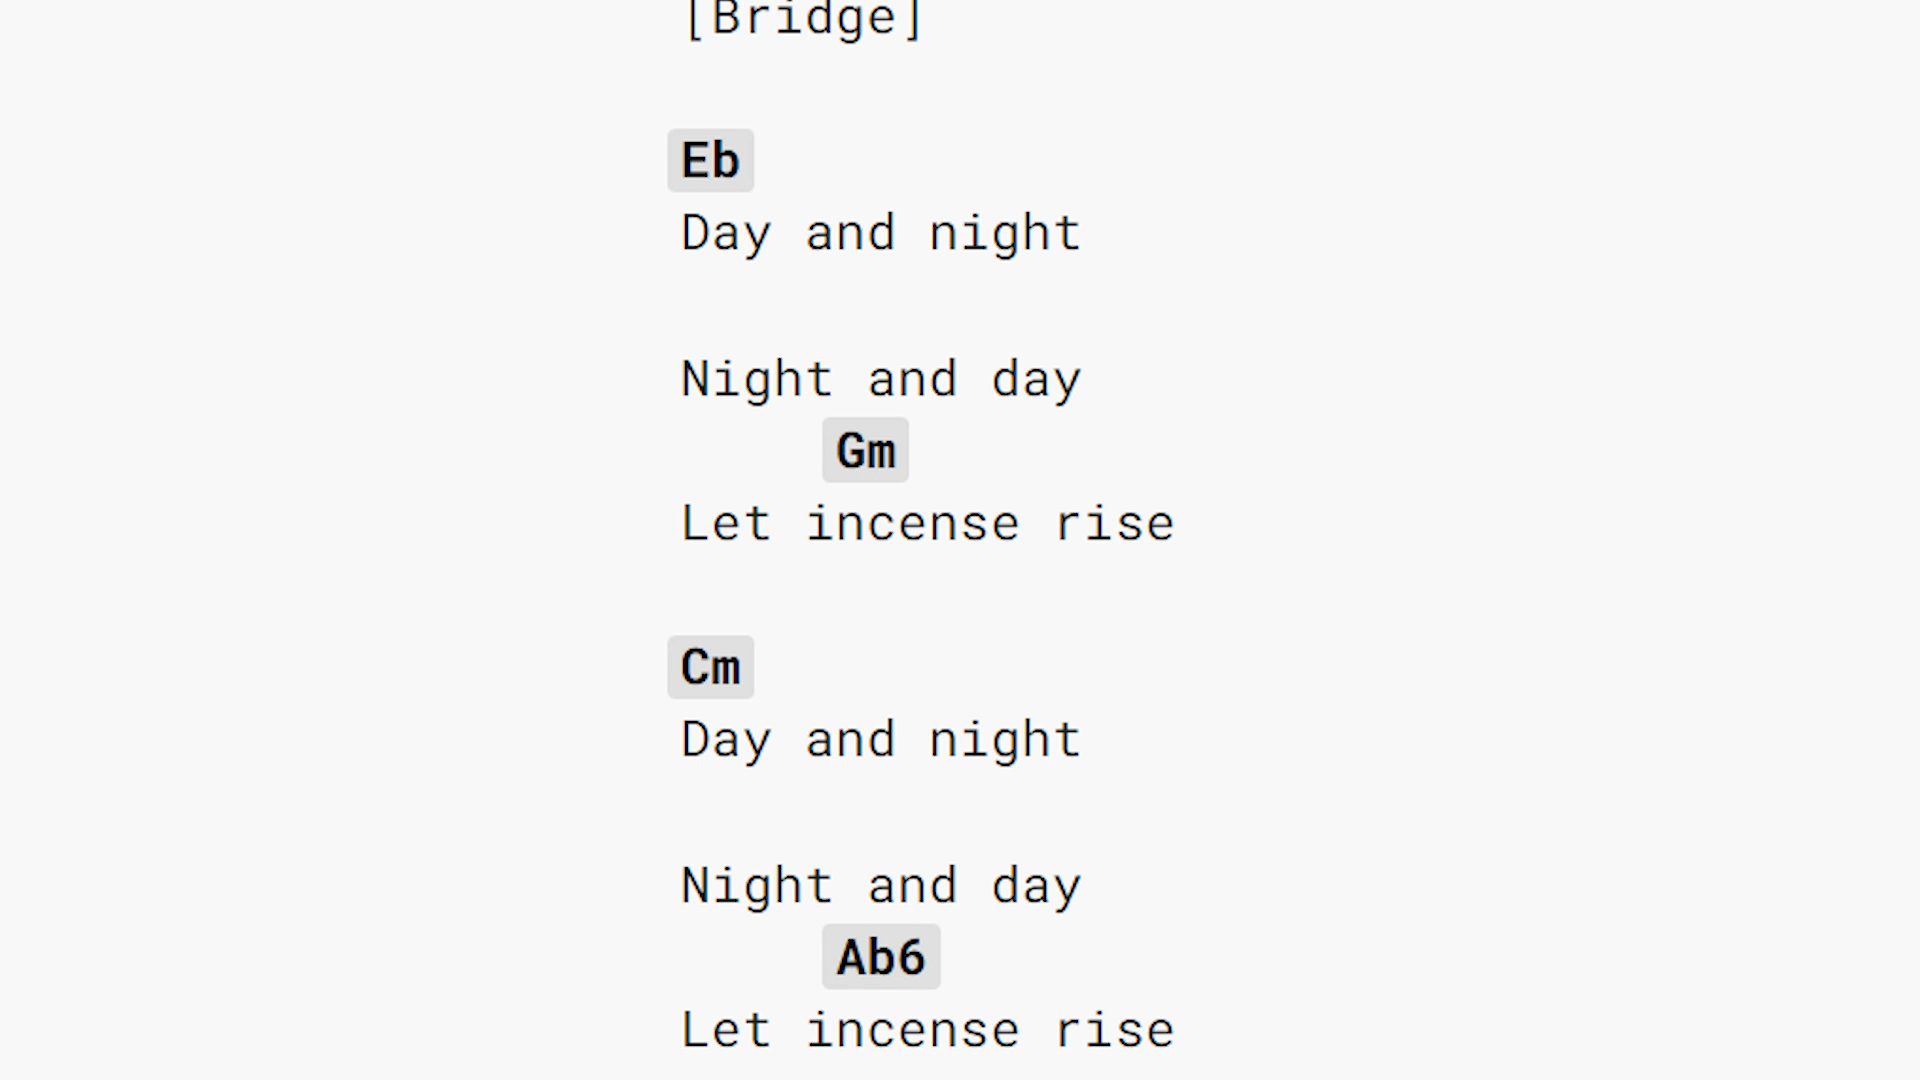 [Bridge]
Eb
Day and night
Night and day
Gm
Let incense rise
Cm
Day and night
Night and day
Ab6
Let incense rise